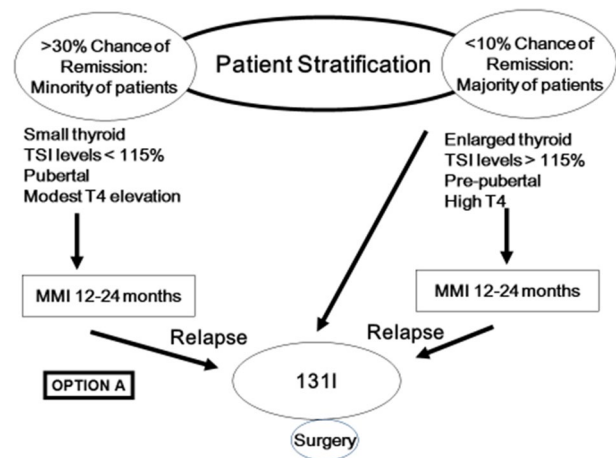 >30% Chance of
Remission:
Minority of patients
Patient Stratification
<10% Chance of
Remission:
Majority of patients
Small thyroid
TSI levels < 115%
Pubertal
Modest T4 elevation
Enlarged thyroid
TSI levels > 115%
Pre-pubertal
High T4
MMI 12-24 months
MMI 12-24 months
Relapse
Relapse
131I
OPTION A
Surgery